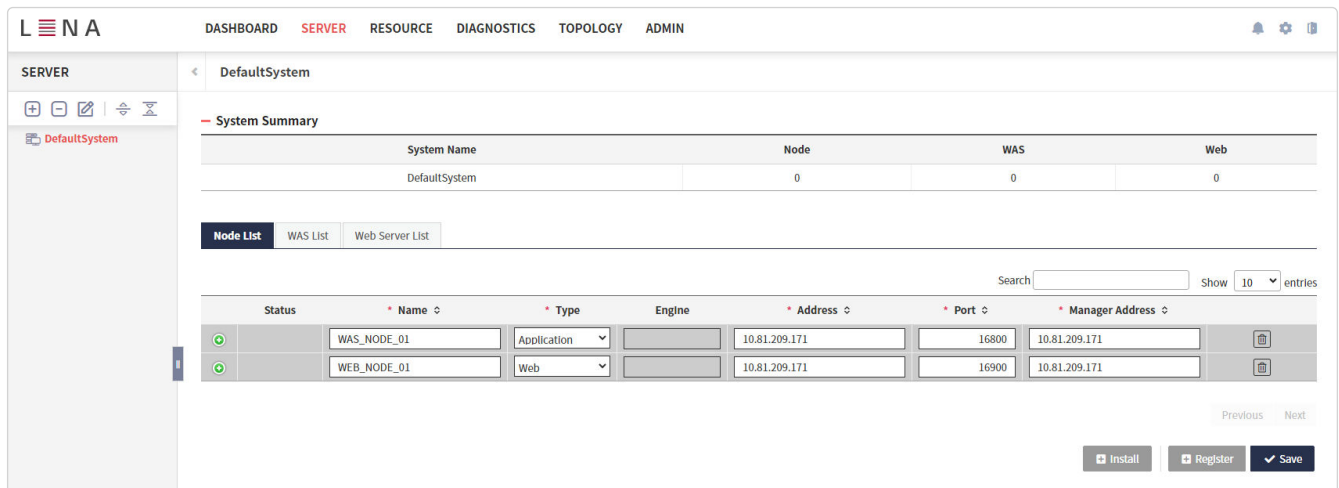 LENA DASHBOARD SERVER RESOURCE DIAGNOSTICS TOPOLOGY ADMIN
SERVER DefaultSystem
DefaultSystem
System Summary
System Name Node WAS Web
DefaultSystem 0 0 0
Node List WAS List Web Server List
Search Show 10 entries
Status * Name * Type Engine * Address * Port * Manager Address
WAS_NODE_01 Application 10.81.209.171 16800 10.81.209.171
WEB_NODE_01 Web 10.81.209.171 16900 10.81.209.171
Previous Next
Install Register Save